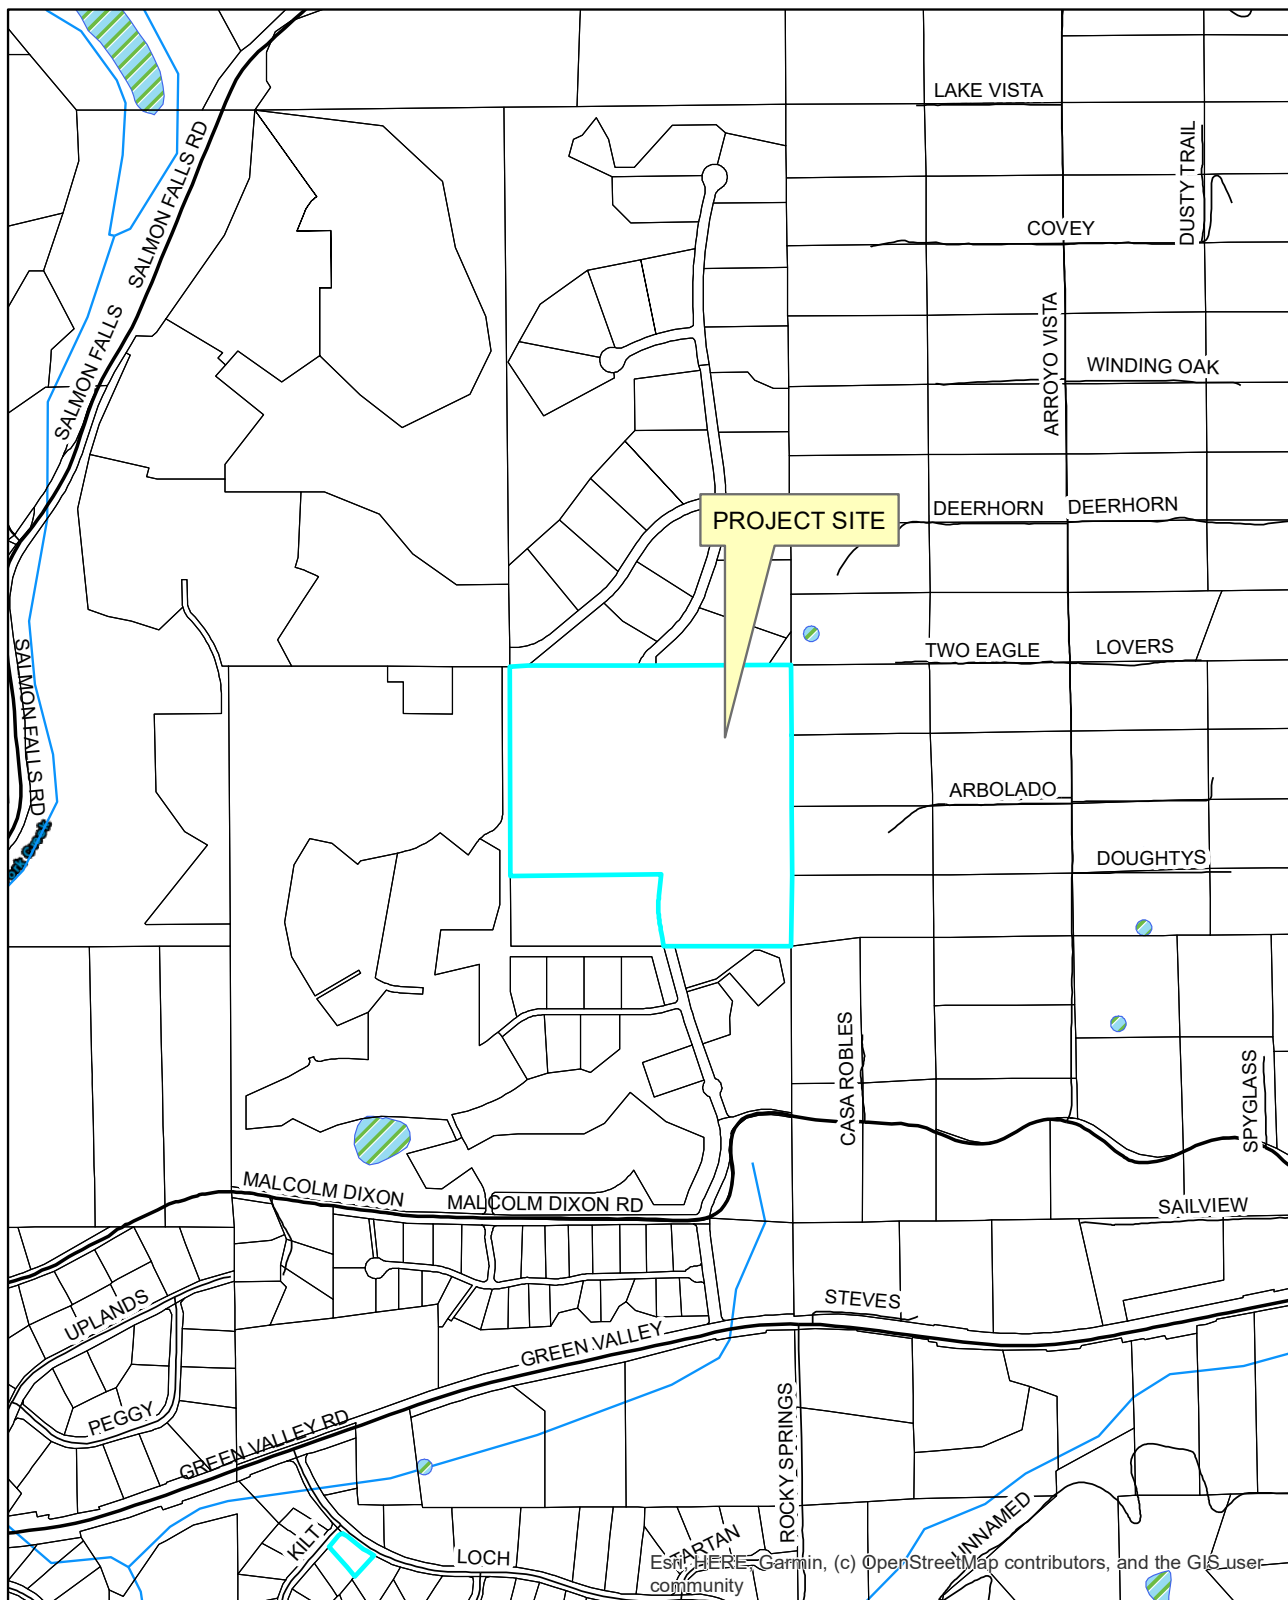 LAKE VISTA
DUSTY TRAIL
SALMON FALLS RD
COVEY
ARROYO VISTA
SALMON FALLS
WINDING OAK
DEERHORN
DEERHORN
PROJECT SITE
TWO EAGLE
LOVERS
SALMON FALLS RD
ARBOLADO
Creek
DOUGHTYS
CASA ROBLES
SPYGLASS
MALCOLM DIXON
MALCOLM DIXON RD
SAILVIEW
UPLANDS
STEVES
GREEN VALLEY
PEGGY
GREEN VALLEY RD
ROCKY SPRINGS
UNNAMED
KILT
LOCH
TARTAN
Esri, HERE, Garmin, (c) OpenStreetMap contributors, and the GIS user
community